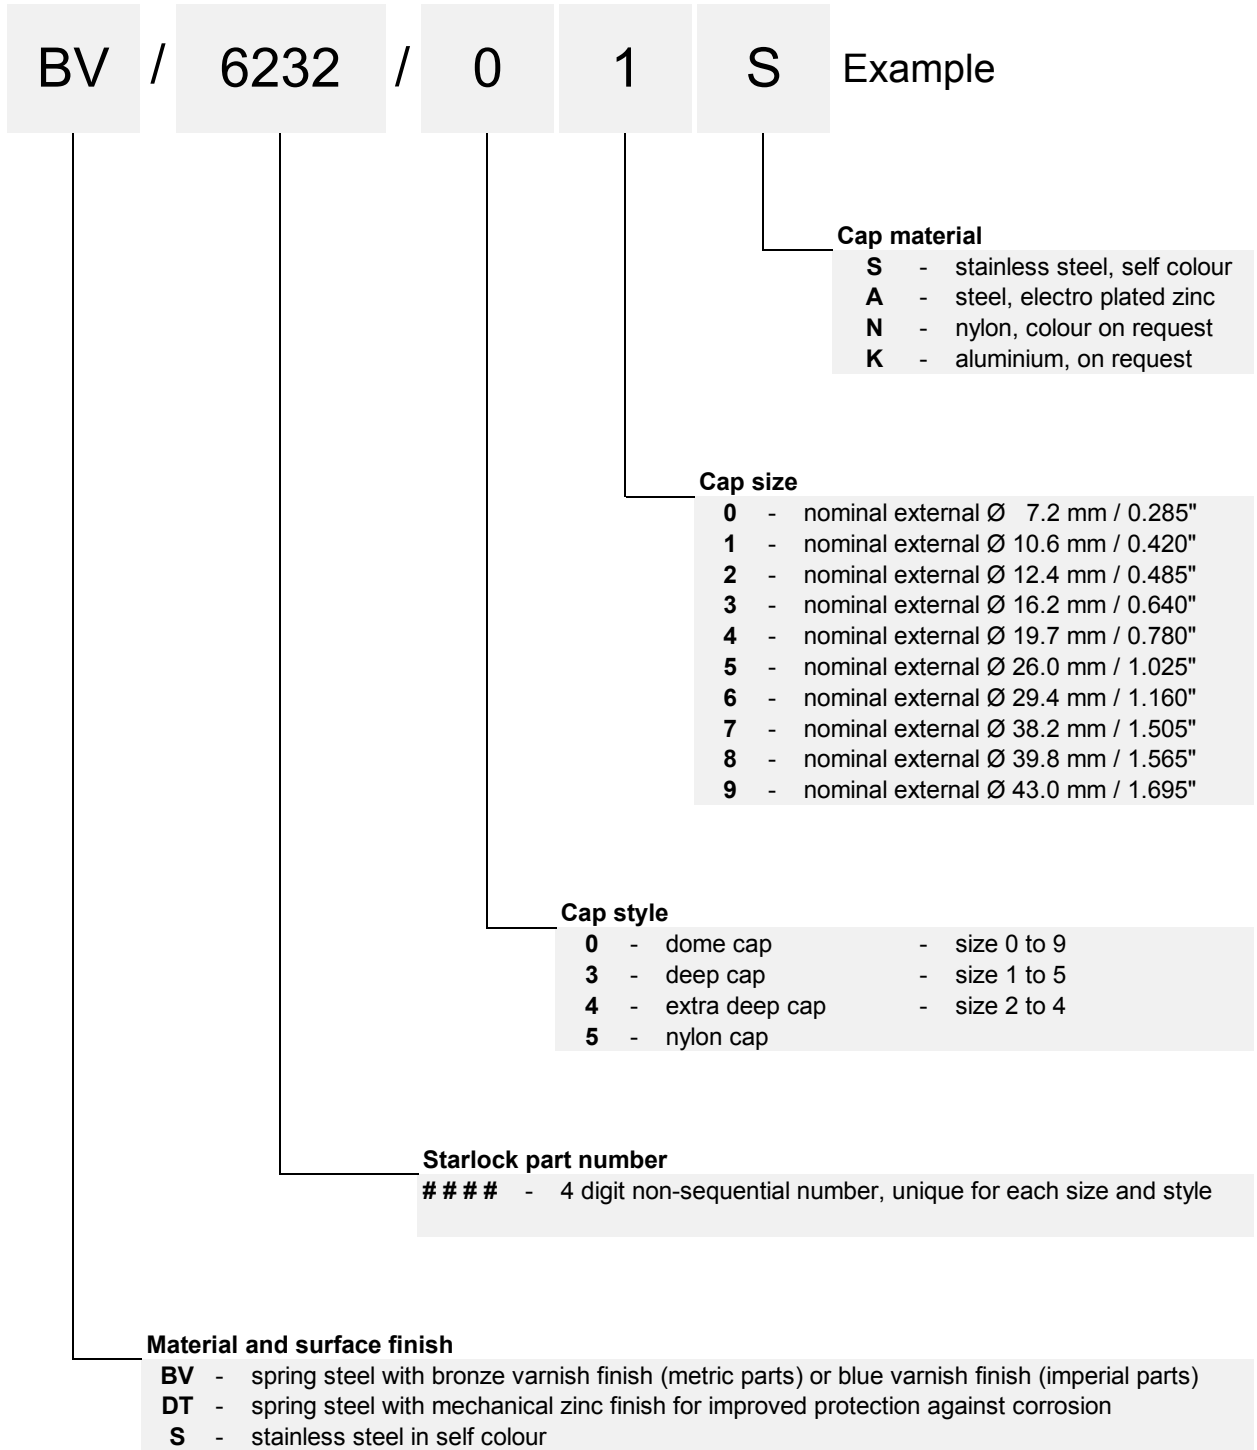 BV / 6232 / 0 1 S Example
Cap material
S - stainless steel, self colour
A - steel, electro plated zinc
N - nylon, colour on request
K - aluminium, on request
Cap size
0 - nominal external Ø 7.2 mm / 0.285"
1 - nominal external Ø 10.6 mm / 0.420"
2 - nominal external Ø 12.4 mm / 0.485"
3 - nominal external Ø 16.2 mm / 0.640"
4 - nominal external Ø 19.7 mm / 0.780"
5 - nominal external Ø 26.0 mm / 1.025"
6 - nominal external Ø 29.4 mm / 1.160"
7 - nominal external Ø 38.2 mm / 1.505"
8 - nominal external Ø 39.8 mm / 1.565"
9 - nominal external Ø 43.0 mm / 1.695"
Cap style
0 - dome cap - size 0 to 9
3 - deep cap - size 1 to 5
4 - extra deep cap - size 2 to 4
5 - nylon cap
Starlock part number
# # # # - 4 digit non-sequential number, unique for each size and style
Material and surface finish
BV - spring steel with bronze varnish finish (metric parts) or blue varnish finish (imperial parts)
DT - spring steel with mechanical zinc finish for improved protection against corrosion
S - stainless steel in self colour